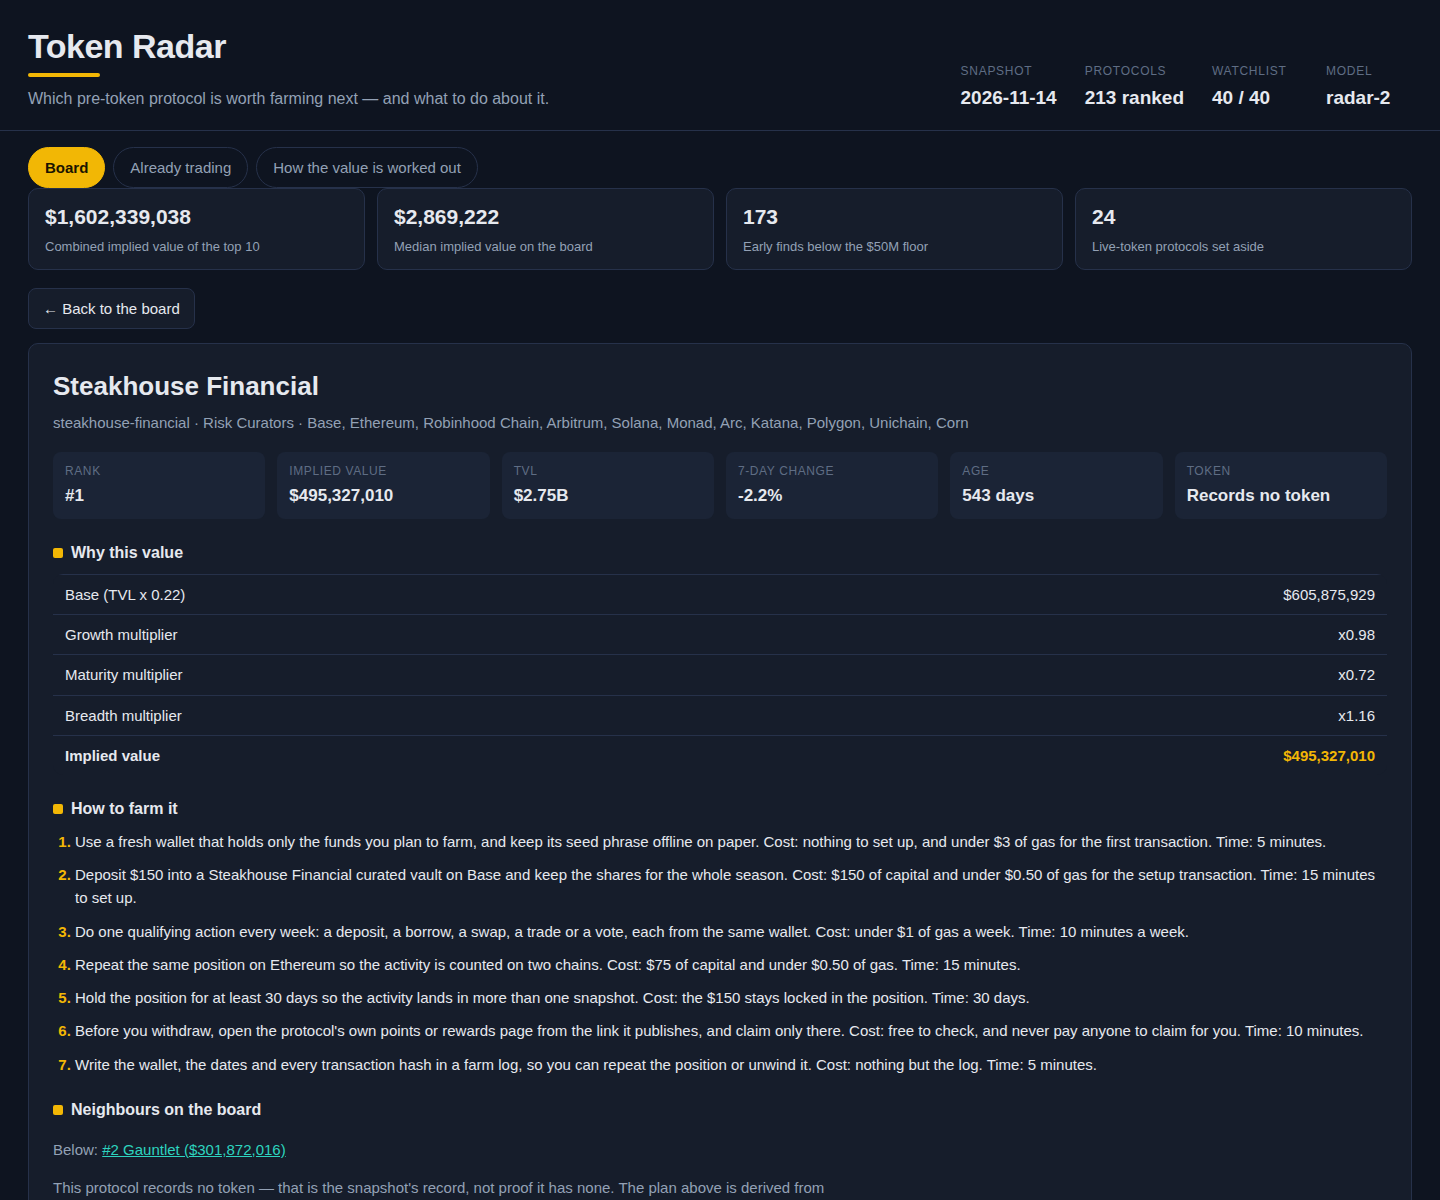 Token Radar
Which pre-token protocol is worth farming next — and what to do about it.
SNAPSHOT
2026-11-14
PROTOCOLS
213 ranked
WATCHLIST
40 / 40
MODEL
radar-2
Board
Already trading
How the value is worked out
$1,602,339,038
Combined implied value of the top 10
$2,869,222
Median implied value on the board
173
Early finds below the $50M floor
24
Live-token protocols set aside
← Back to the board
Steakhouse Financial
steakhouse-financial · Risk Curators · Base, Ethereum, Robinhood Chain, Arbitrum, Solana, Monad, Arc, Katana, Polygon, Unichain, Corn
RANK
#1
IMPLIED VALUE
$495,327,010
TVL
$2.75B
7-DAY CHANGE
-2.2%
AGE
543 days
TOKEN
Records no token
Why this value
Base (TVL x 0.22) $605,875,929
Growth multiplier x0.98
Maturity multiplier x0.72
Breadth multiplier x1.16
Implied value $495,327,010
How to farm it
1. Use a fresh wallet that holds only the funds you plan to farm, and keep its seed phrase offline on paper. Cost: nothing to set up, and under $3 of gas for the first transaction. Time: 5 minutes.
2. Deposit $150 into a Steakhouse Financial curated vault on Base and keep the shares for the whole season. Cost: $150 of capital and under $0.50 of gas for the setup transaction. Time: 15 minutes
to set up.
3. Do one qualifying action every week: a deposit, a borrow, a swap, a trade or a vote, each from the same wallet. Cost: under $1 of gas a week. Time: 10 minutes a week.
4. Repeat the same position on Ethereum so the activity is counted on two chains. Cost: $75 of capital and under $0.50 of gas. Time: 15 minutes.
5. Hold the position for at least 30 days so the activity lands in more than one snapshot. Cost: the $150 stays locked in the position. Time: 30 days.
6. Before you withdraw, open the protocol's own points or rewards page from the link it publishes, and claim only there. Cost: free to check, and never pay anyone to claim for you. Time: 10 minutes.
7. Write the wallet, the dates and every transaction hash in a farm log, so you can repeat the position or unwind it. Cost: nothing but the log. Time: 5 minutes.
Neighbours on the board
Below: #2 Gauntlet ($301,872,016)
This protocol records no token — that is the snapshot's record, not proof it has none. The plan above is derived from